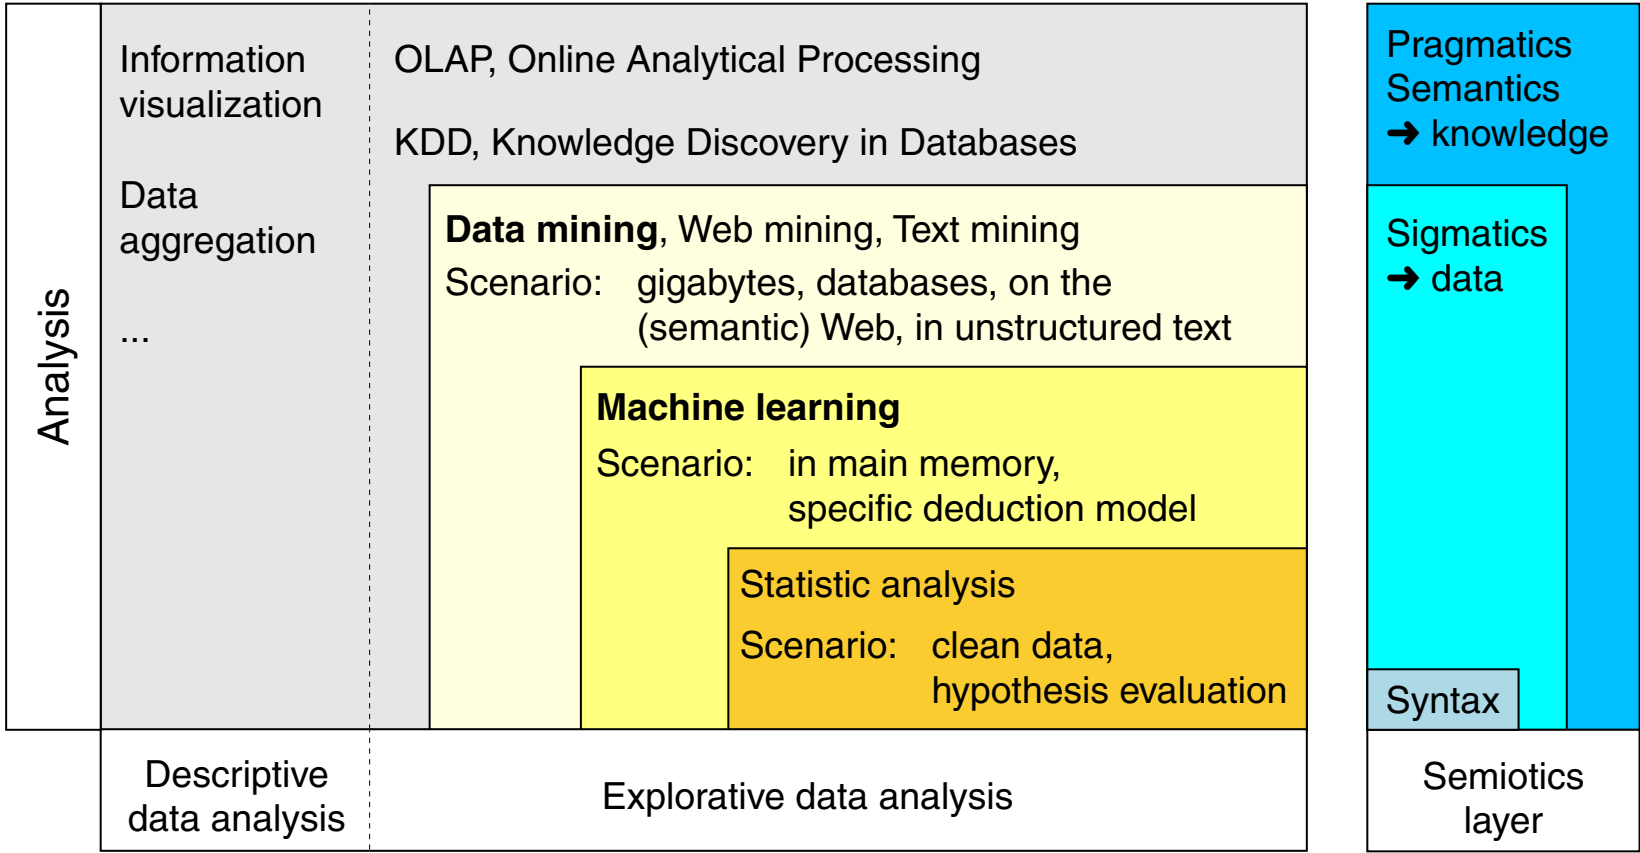 Analysis
Information
visualization
Data
aggregation
...
OLAP, Online Analytical Processing
KDD, Knowledge Discovery in Databases
Data mining, Web mining, Text mining
Scenario: gigabytes, databases, on the
(semantic) Web, in unstructured text
Machine learning
Scenario: in main memory,
specific deduction model
Statistic analysis
Scenario: clean data,
hypothesis evaluation
Descriptive
data analysis
Explorative data analysis
Pragmatics
Semantics
➜ knowledge
Sigmatics
➜ data
Syntax
Semiotics
layer